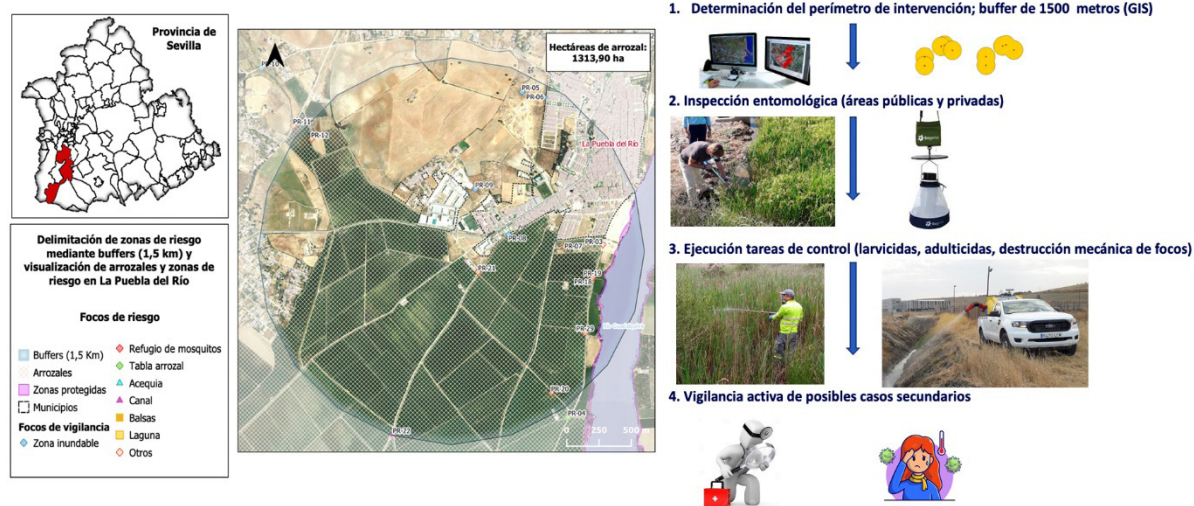 Provincia de
Sevilla
Delimitación de zonas de riesgo
mediante buffers (1,5 km) y
visualización de arrozales y zonas de
riesgo en La Puebla del Río
Focos de riesgo
Buffers (1,5 Km)
Arrozales
Zonas protegidas
Municipios
Focos de vigilancia
Zona inundable
Refugio de mosquitos
Tabla arrozal
Acequia
Canal
Balsas
Laguna
Otros
Hectáreas de arrozal:
1313,90 ha
PR-10
PR-05
PR-06
PR-11
PR-12
La Puebla del Río
PR-09
PR-28
PR-07
PR-03
PR-21
PR-19
PR-29
PR-20
PR-04
PR-22
0 250 500 m
1. Determinación del perímetro de intervención; buffer de 1500 metros (GIS)
2. Inspección entomológica (áreas públicas y privadas)
3. Ejecución tareas de control (larvicidas, adulticidas, destrucción mecánica de focos)
4. Vigilancia activa de posibles casos secundarios